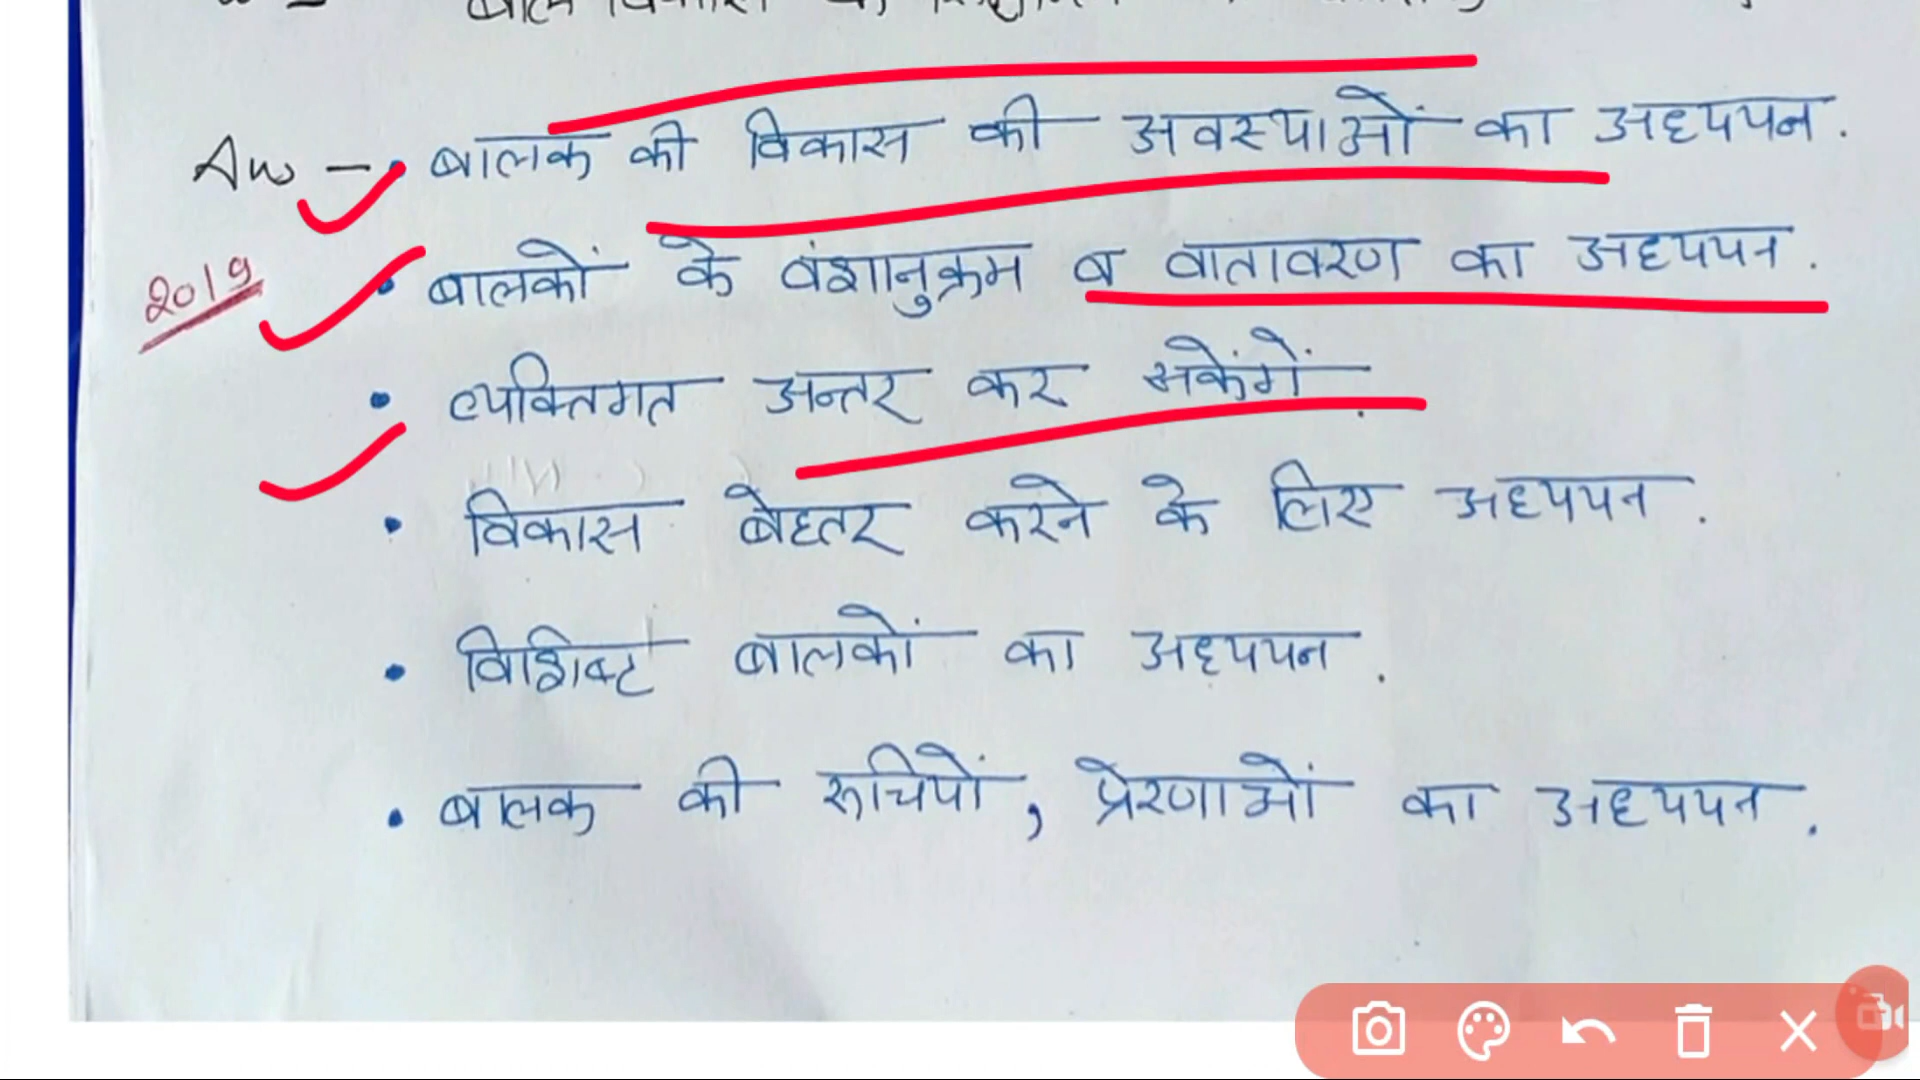 Ans - • बालक की विकास की अवस्थाओं का अध्ययन.
2019
• बालकों के वंशानुक्रम व वातावरण का अध्ययन.
• व्यक्तिगत अन्तर कर सकेंगें.
• विकास बेहतर करने के लिए अध्ययन.
• विशिष्ट बालकों का अध्ययन.
• बालक की रूचियों, प्रेरणाओं का अध्ययन.